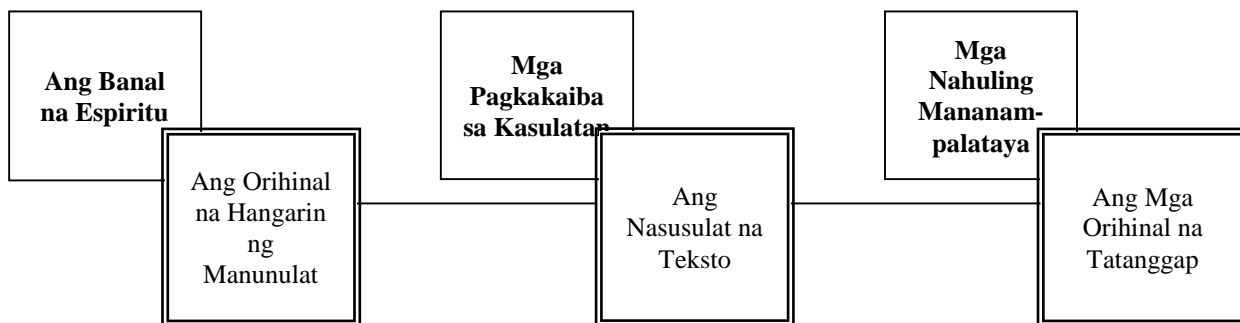 Ang Banal
na Espiritu
Mga
Pagkakaiba
sa Kasulatan
Mga
Nahuling
Mananam-
palataya
Ang Orihinal
na Hangarin
ng
Manunulat
Ang
Nasusulat na
Teksto
Ang Mga
Orihinal na
Tatanggap